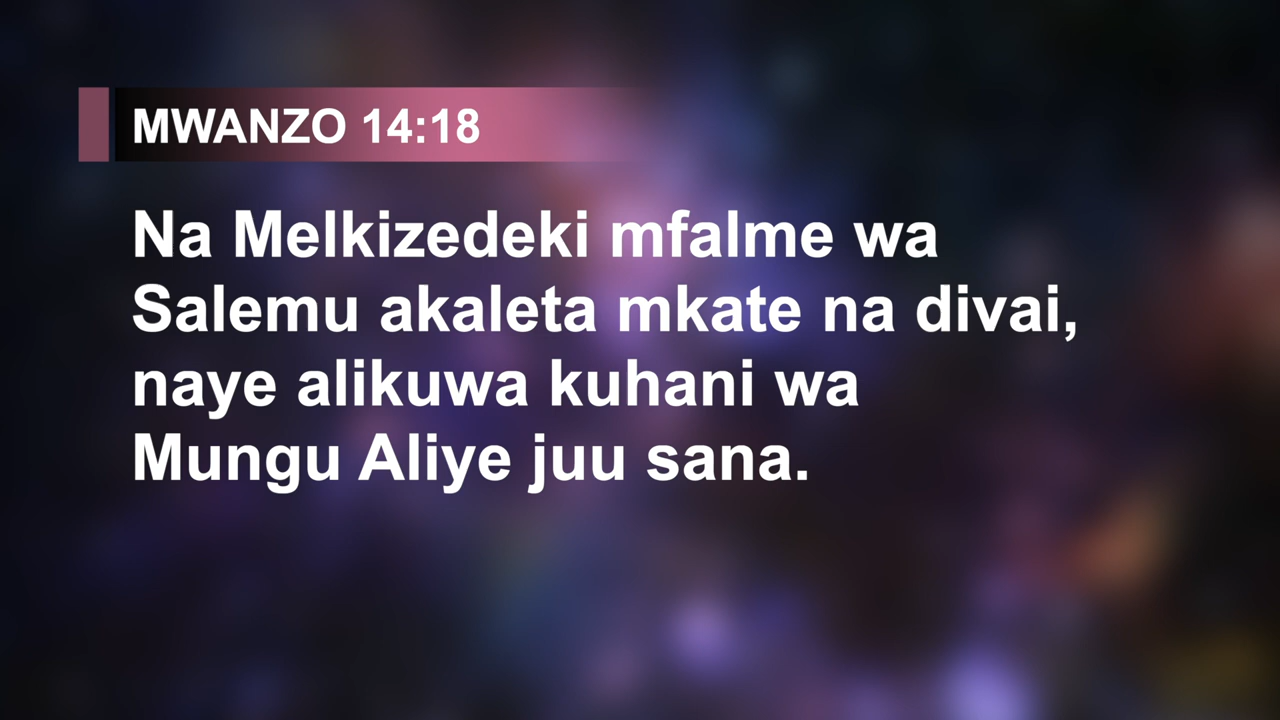 MWANZO 14:18
Na Melkizedeki mfalme wa
Salemu akaleta mkate na divai,
naye alikuwa kuhani wa
Mungu Aliye juu sana.